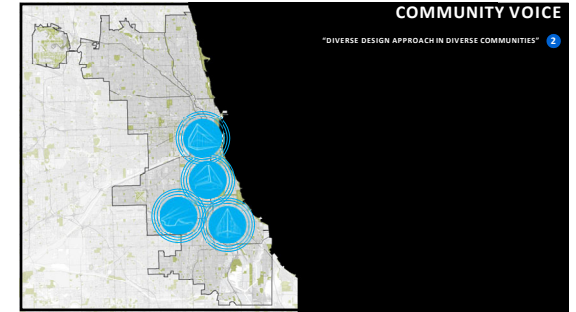 COMMUNITY VOICE
"DIVERSE DESIGN APPROACH IN DIVERSE COMMUNITIES" 2